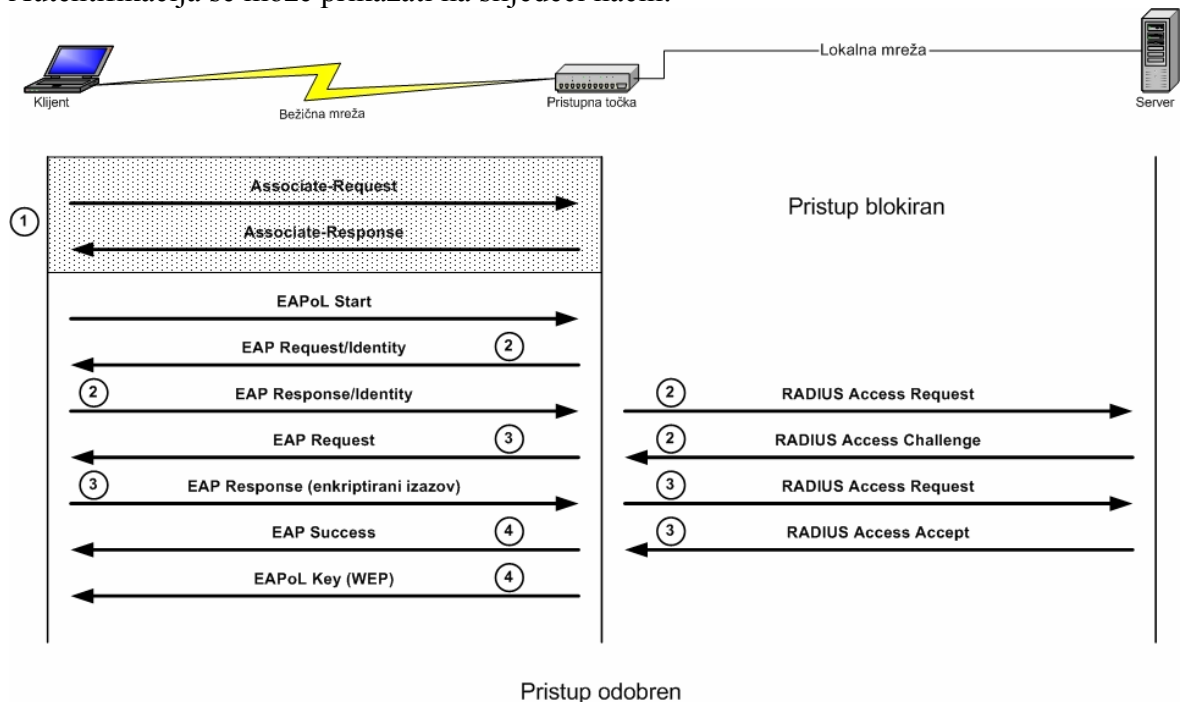 Autentifikacija se može prikazati na slijedeći način:
Lokalna mreža
Klijent
Bežična mreža
Pristupna točka
Server
Associate-Request
Pristup blokiran
1
Associate-Response
EAPoL Start
EAP Request/Identity 2
2 EAP Response/Identity
2 RADIUS Access Request
EAP Request 3
2 RADIUS Access Challenge
3 EAP Response (enkriptirani izazov)
3 RADIUS Access Request
EAP Success 4
3 RADIUS Access Accept
EAPoL Key (WEP) 4
Pristup odobren